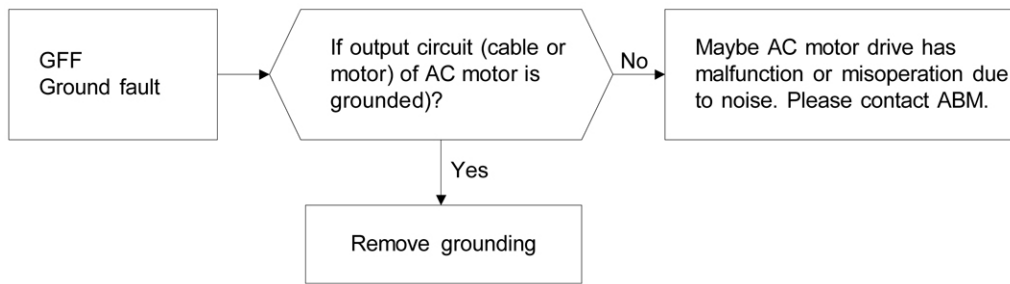 GFF
Ground fault
If output circuit (cable or
motor) of AC motor is
grounded)?
No
Maybe AC motor drive has
malfunction or misoperation due
to noise. Please contact ABM.
Yes
Remove grounding